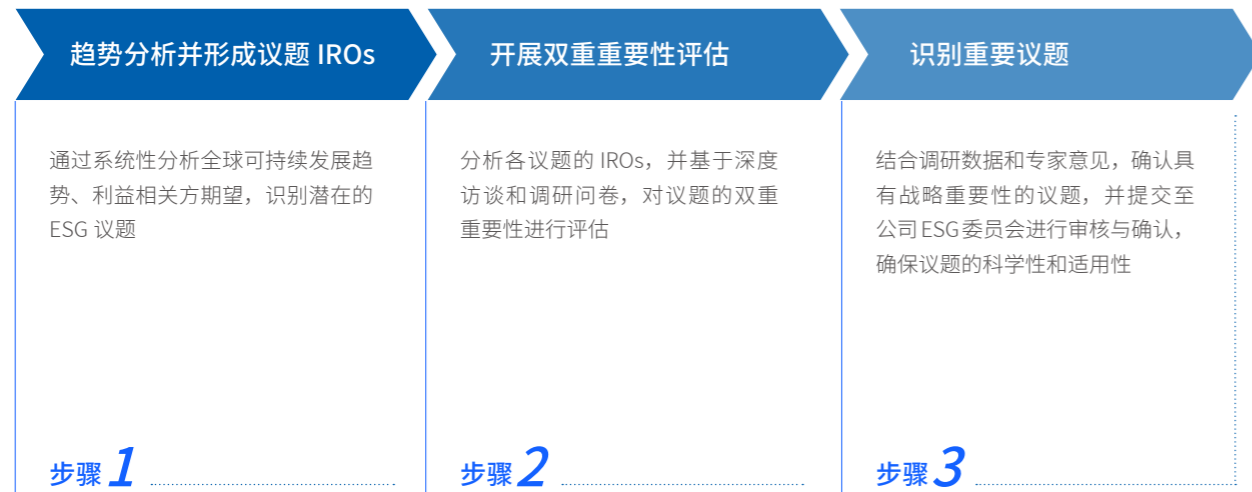 趋势分析并形成议题 IROs
通过系统性分析全球可持续发展趋
势、利益相关方期望，识别潜在的
ESG 议题
步骤 1
开展双重重要性评估
分析各议题的 IROs，并基于深度
访谈和调研问卷，对议题的双重
重要性进行评估
步骤 2
识别重要议题
结合调研数据和专家意见，确认具
有战略重要性的议题，并提交至
公司 ESG 委员会进行审核与确认，
确保议题的科学性和适用性
步骤 3